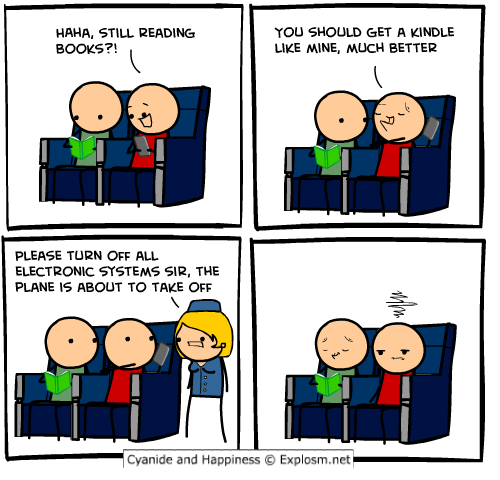 HAHA, STILL READING
BOOKS?!
YOU SHOULD GET A KINDLE
LIKE MINE, MUCH BETTER
PLEASE TURN OFF ALL
ELECTRONIC SYSTEMS SIR, THE
PLANE IS ABOUT TO TAKE OFF
Cyanide and Happiness © Explosm.net